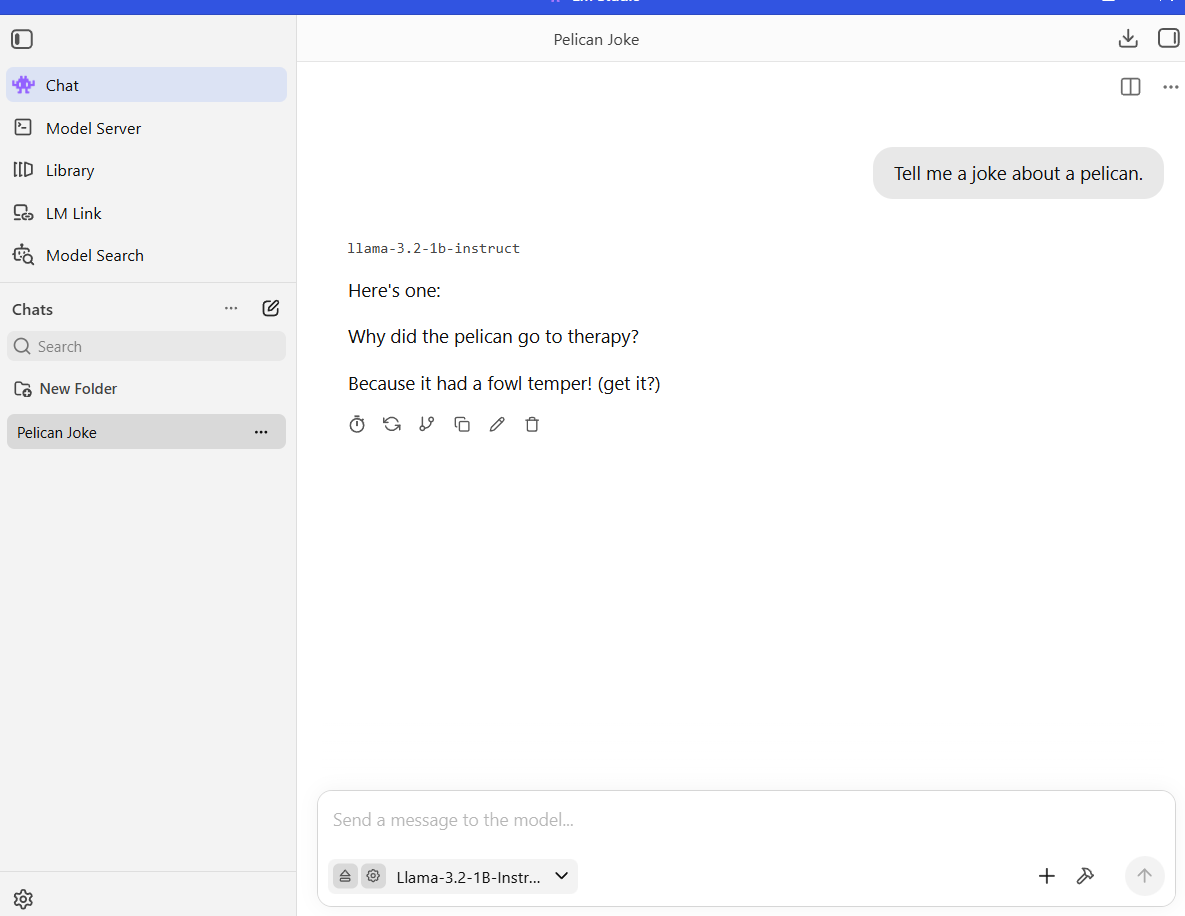 Pelican Joke
Chat
Model Server
Library
LM Link
Model Search
Chats
Search
New Folder
Pelican Joke
Tell me a joke about a pelican.
llama-3.2-1b-instruct
Here's one:
Why did the pelican go to therapy?
Because it had a fowl temper! (get it?)
Send a message to the model...
Llama-3.2-1B-Instr...